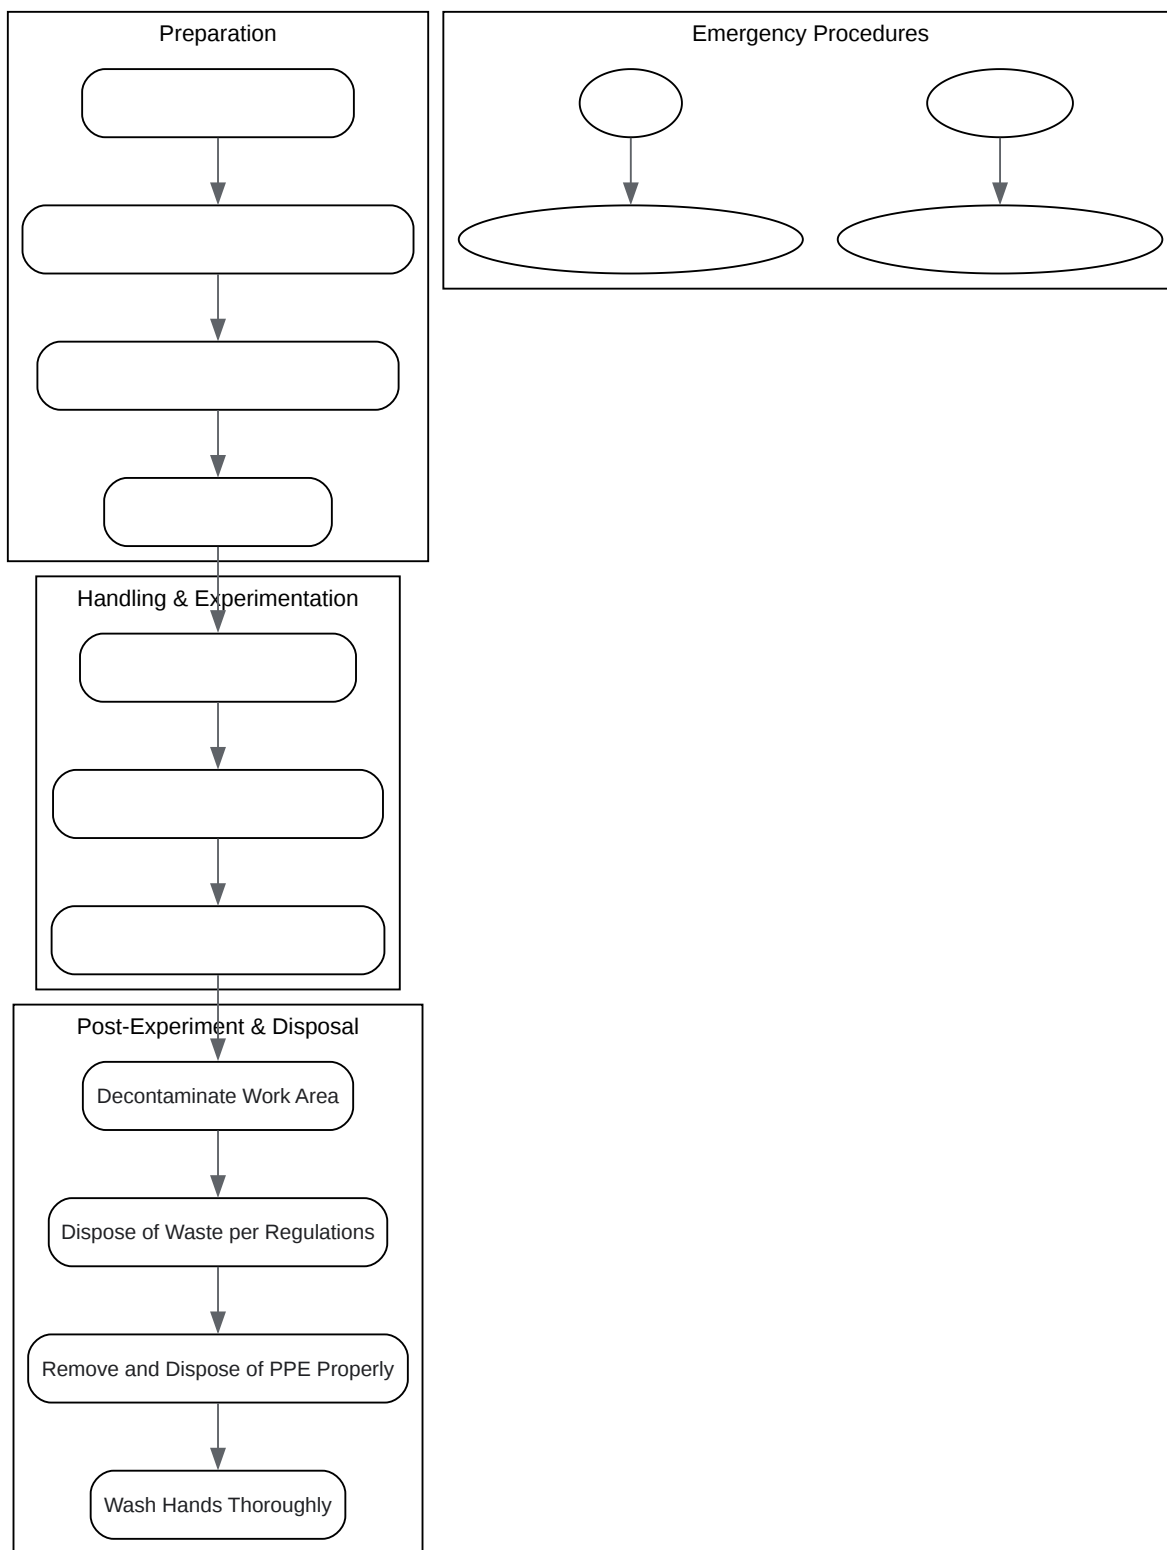 Preparation
Emergency Procedures
Handling & Experimentation
Post-Experiment & Disposal
Decontaminate Work Area
Dispose of Waste per Regulations
Remove and Dispose of PPE Properly
Wash Hands Thoroughly